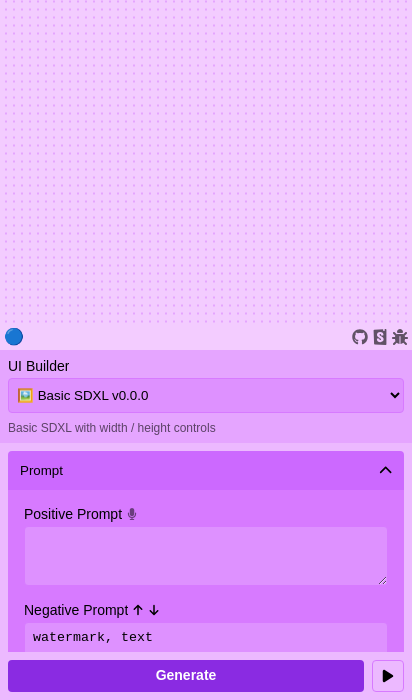 UI Builder
Basic SDXL v0.0.0
Basic SDXL with width / height controls
Prompt
Positive Prompt
Negative Prompt
watermark, text
Generate